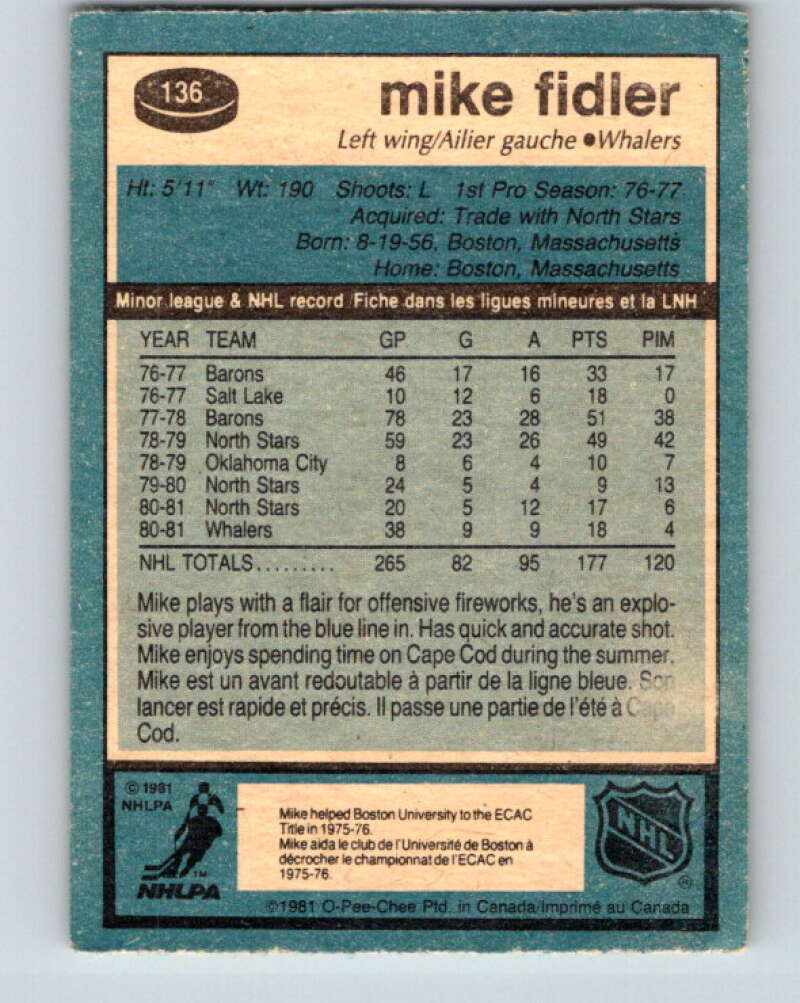 136
mike fidler
Left wing/Ailier gauche ●Whalers
Ht: 5'11" Wt: 190 Shoots: L 1st Pro Season: 76-77
Acquired: Trade with North Stars
Born: 8-19-56, Boston, Massachusetts
Home: Boston, Massachusetts
Minor league & NHL record/Fiche dans les ligues mineures et la LNH
YEAR TEAM GP G A PTS PIM
76-77 Barons 46 17 16 33 17
76-77 Salt Lake 10 12 6 18 0
77-78 Barons 78 23 28 51 38
78-79 North Stars 59 23 26 49 42
78-79 Oklahoma City 8 6 4 10 7
79-80 North Stars 24 5 4 9 13
80-81 North Stars 20 5 12 17 6
80-81 Whalers 38 9 9 18 4
NHL TOTALS......... 265 82 95 177 120
Mike plays with a flair for offensive fireworks, he's an explo-
sive player from the blue line in. Has quick and accurate shot.
Mike enjoys spending time on Cape Cod during the summer.
Mike est un avant redoutable à partir de la ligne bleue. Son
lancer est rapide et précis. Il passe une partie de l'été à Cape
Cod.
© 1981
NHLPA
TM
NHLPA
Mike helped Boston University to the ECAC
Title in 1975-76.
Mike aida le club de l'Université de Boston à
décrocher le championnat de l'ECAC en
1975-76.
NHL
®
©1981 O-Pee-Chee Ptd. in Canada/Imprimé au Canada